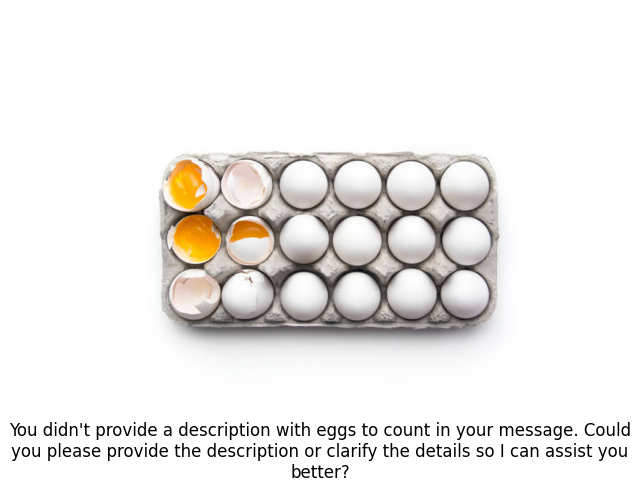 You didn't provide a description with eggs to count in your message. Could
you please provide the description or clarify the details so I can assist you
better?